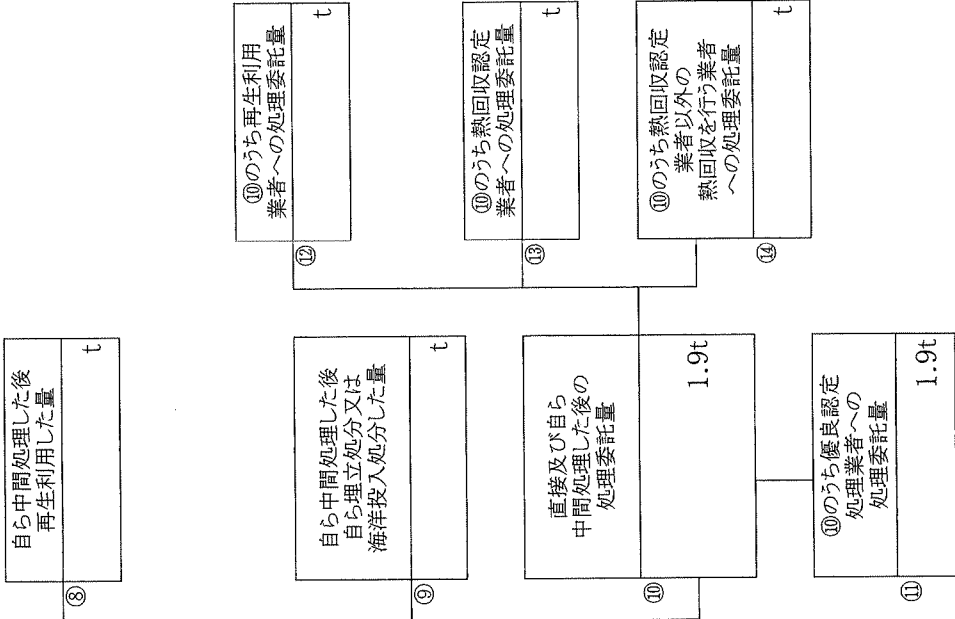 ⑧
自ら中間処理した後
再生利用した量
t
⑨
自ら中間処理した後
自ら埋立処分又は
海洋投入処分した量
t
⑩
直接及び自ら
中間処理した後の
処理委託量
1.9t
⑪
⑩のうち優良認定
処理業者への
処理委託量
1.9t
⑫
⑩のうち再生利用
業者への処理委託量
t
⑬
⑩のうち熱回収認定
業者への処理委託量
t
⑭
⑩のうち熱回収認定
業者以外の
熱回収を行う業者
への処理委託量
t